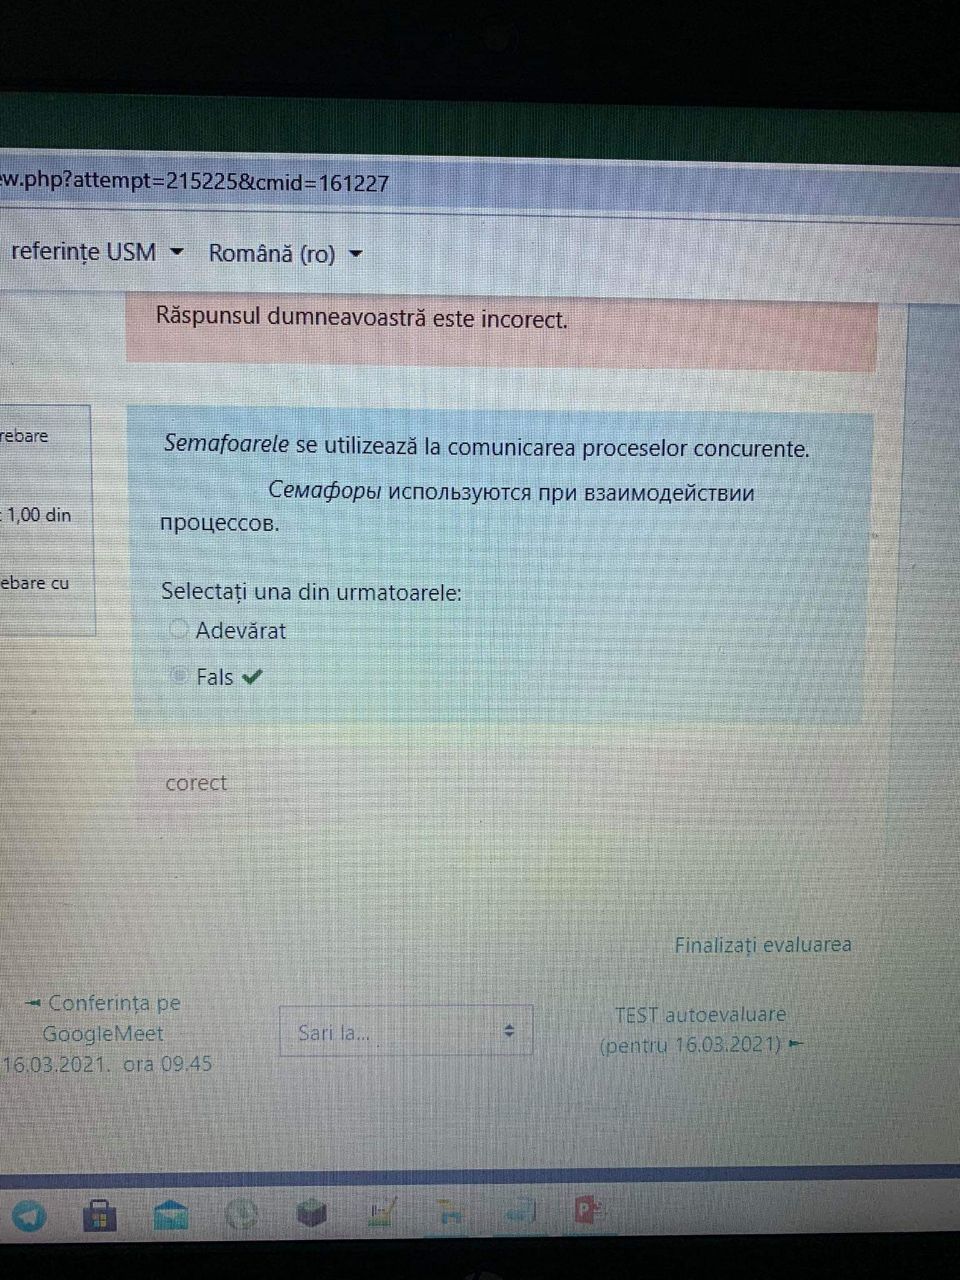 ew.php?attempt=215225&cmid=161227
referințe USM Română (ro)
Răspunsul dumneavoastră este incorect.
rebare
Semafoarele se utilizează la comunicarea proceselor concurente.
Семафоры используются при взаимодействии
: 1,00 din
процессов.
ebare cu
Selectați una din urmatoarele:
Adevărat
Fals
corect
Finalizați evaluarea
Conferința pe
GoogleMeet
16.03.2021. ora 09.45
Sari la...
TEST autoevaluare
(pentru 16.03.2021)